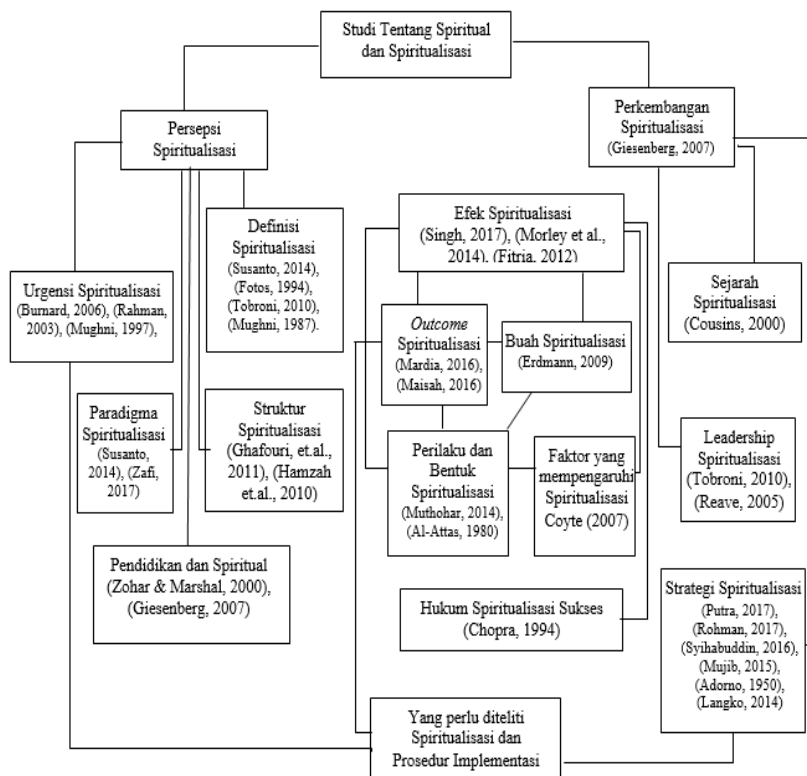 Studi Tentang Spiritual
dan Spiritualisasi
Persepsi
Spiritualisasi
Perkembangan
Spiritualisasi
(Giesenberg, 2007)
Urgensi Spiritualisasi
(Burnard, 2006), (Rahman,
2003), (Mughni, 1997),
Definisi
Spiritualisasi
(Susanto, 2014),
(Fotos, 1994),
(Tobroni, 2010),
(Mughni, 1987).
Paradigma
Spiritualisasi
(Susanto,
2014), (Zafi,
2017)
Struktur
Spiritualisasi
(Ghafouri, et.al.,
2011), (Hamzah
et.al., 2010)
Pendidikan dan Spiritual
(Zohar & Marshal, 2000),
(Giesenberg, 2007)
Efek Spiritualisasi
(Singh, 2017), (Morley et al.,
2014), (Fitria, 2012)
Outcome
Spiritualisasi
(Mardia, 2016),
(Maisah, 2016)
Buah Spiritualisasi
(Erdmann, 2009)
Perilaku dan
Bentuk
Spiritualisasi
(Muthohar, 2014),
(Al-Attas, 1980)
Faktor yang
mempengaruhi
Spiritualisasi
Coyte (2007)
Hukum Spiritualisasi Sukses
(Chopra, 1994)
Sejarah
Spiritualisasi
(Cousins, 2000)
Leadership
Spiritualisasi
(Tobroni, 2010),
(Reave, 2005)
Strategi Spiritualisasi
(Putra, 2017),
(Rohman, 2017),
(Syihabuddin, 2016),
(Mujib, 2015),
(Adorno, 1950),
(Langko, 2014)
Yang perlu diteliti
Spiritualisasi dan
Prosedur Implementasi